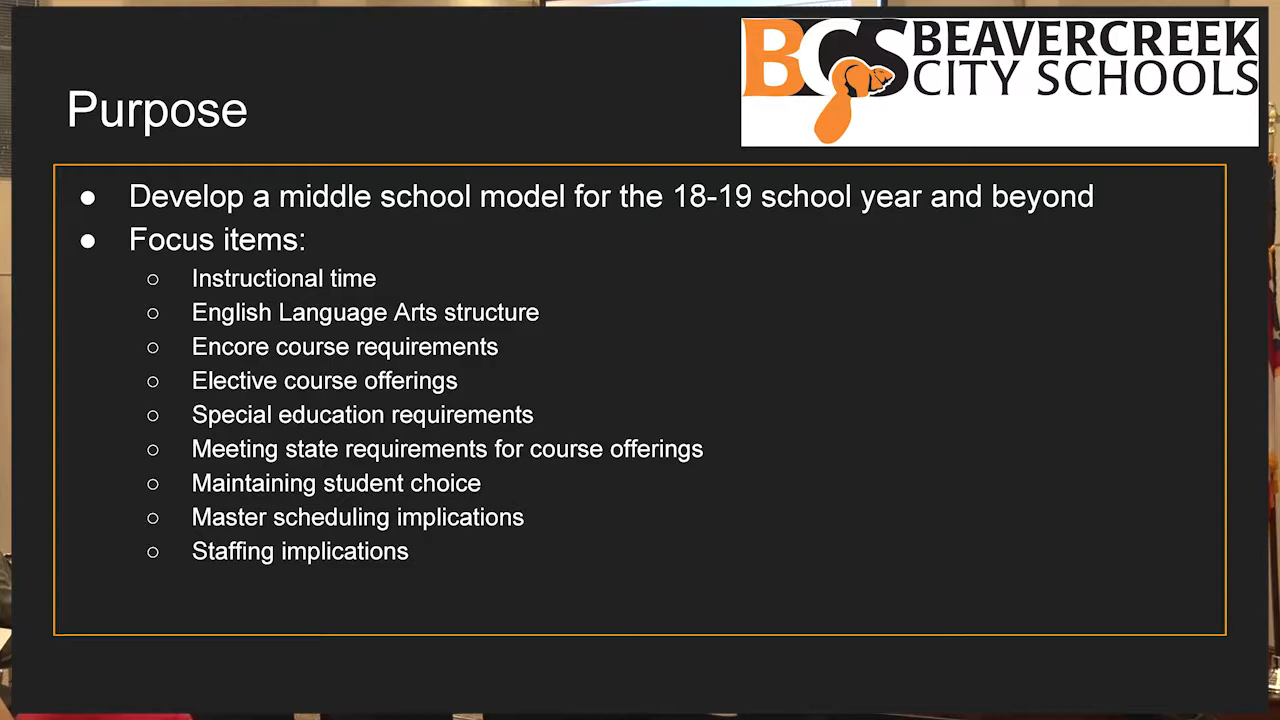 BCS BEAVERCREEK
CITY SCHOOLS
Purpose
● Develop a middle school model for the 18-19 school year and beyond
● Focus items:
○ Instructional time
○ English Language Arts structure
○ Encore course requirements
○ Elective course offerings
○ Special education requirements
○ Meeting state requirements for course offerings
○ Maintaining student choice
○ Master scheduling implications
○ Staffing implications